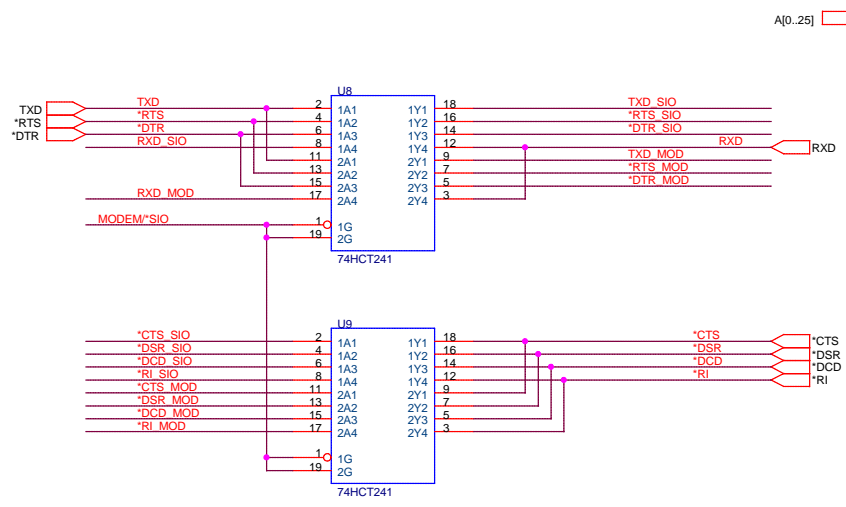 A[0..25]
U8
TXD TXD 2 1A1 1Y1 18 TXD_SIO
*RTS *RTS 4 1A2 1Y2 16 *RTS_SIO
*DTR *DTR 6 1A3 1Y3 14 *DTR_SIO
RXD_SIO 8 1A4 1Y4 12 RXD RXD
11 2A1 2Y1 9 TXD_MOD
13 2A2 2Y2 7 *RTS_MOD
15 2A3 2Y3 5 *DTR_MOD
RXD_MOD 17 2A4 2Y4 3
MODEM/*SIO 1 1G
19 2G
74HCT241
U9
*CTS_SIO 2 1A1 1Y1 18 *CTS *CTS
*DSR_SIO 4 1A2 1Y2 16 *DSR *DSR
*DCD_SIO 6 1A3 1Y3 14 *DCD *DCD
*RI_SIO 8 1A4 1Y4 12 *RI *RI
*CTS_MOD 11 2A1 2Y1 9
*DSR_MOD 13 2A2 2Y2 7
*DCD_MOD 15 2A3 2Y3 5
*RI_MOD 17 2A4 2Y4 3
1 1G
19 2G
74HCT241